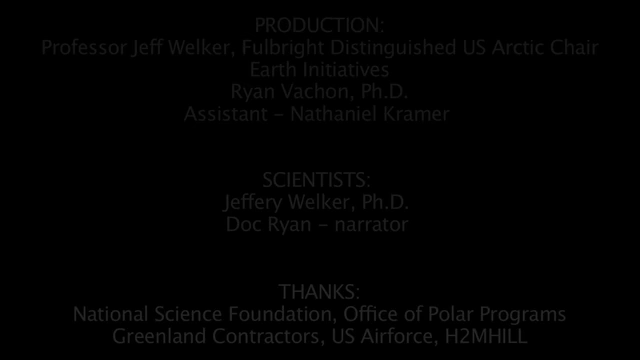 PRODUCTION:
Professor Jeff Welker, Fulbright Distinguished US Arctic Chair
Earth Initiatives
Ryan Vachon, Ph.D.
Assistant - Nathaniel Kramer
SCIENTISTS:
Jeffery Welker, Ph.D.
Doc Ryan - narrator
THANKS:
National Science Foundation, Office of Polar Programs
Greenland Contractors, US Airforce, H2MHILL